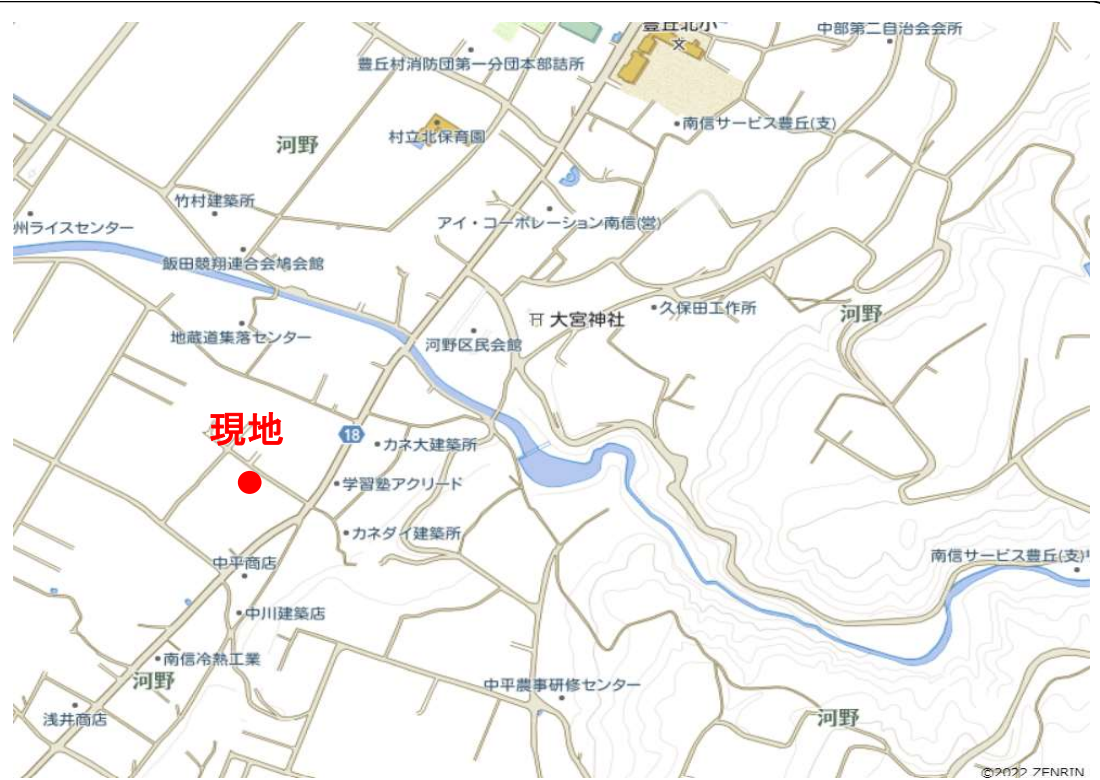 豊丘北小
中部第二自治会会所
豊丘村消防団第一分団本部詰所
南信サービス豊丘(支)
村立北保育園
河野
竹村建築所
州ライスセンター
アイ・コーポレーション南信(営)
飯田競翔連合会鳩会館
久保田工作所
河野
大宮神社
地蔵道集落センター
河野区民会館
現地
18
カネ大建築所
学習塾アクリード
カネダイ建築所
中平商店
南信サービス豊丘(支)
中川建築店
南信冷熱工業
河野
中平農事研修センター
浅井商店
河野
©2022 ZENRIN